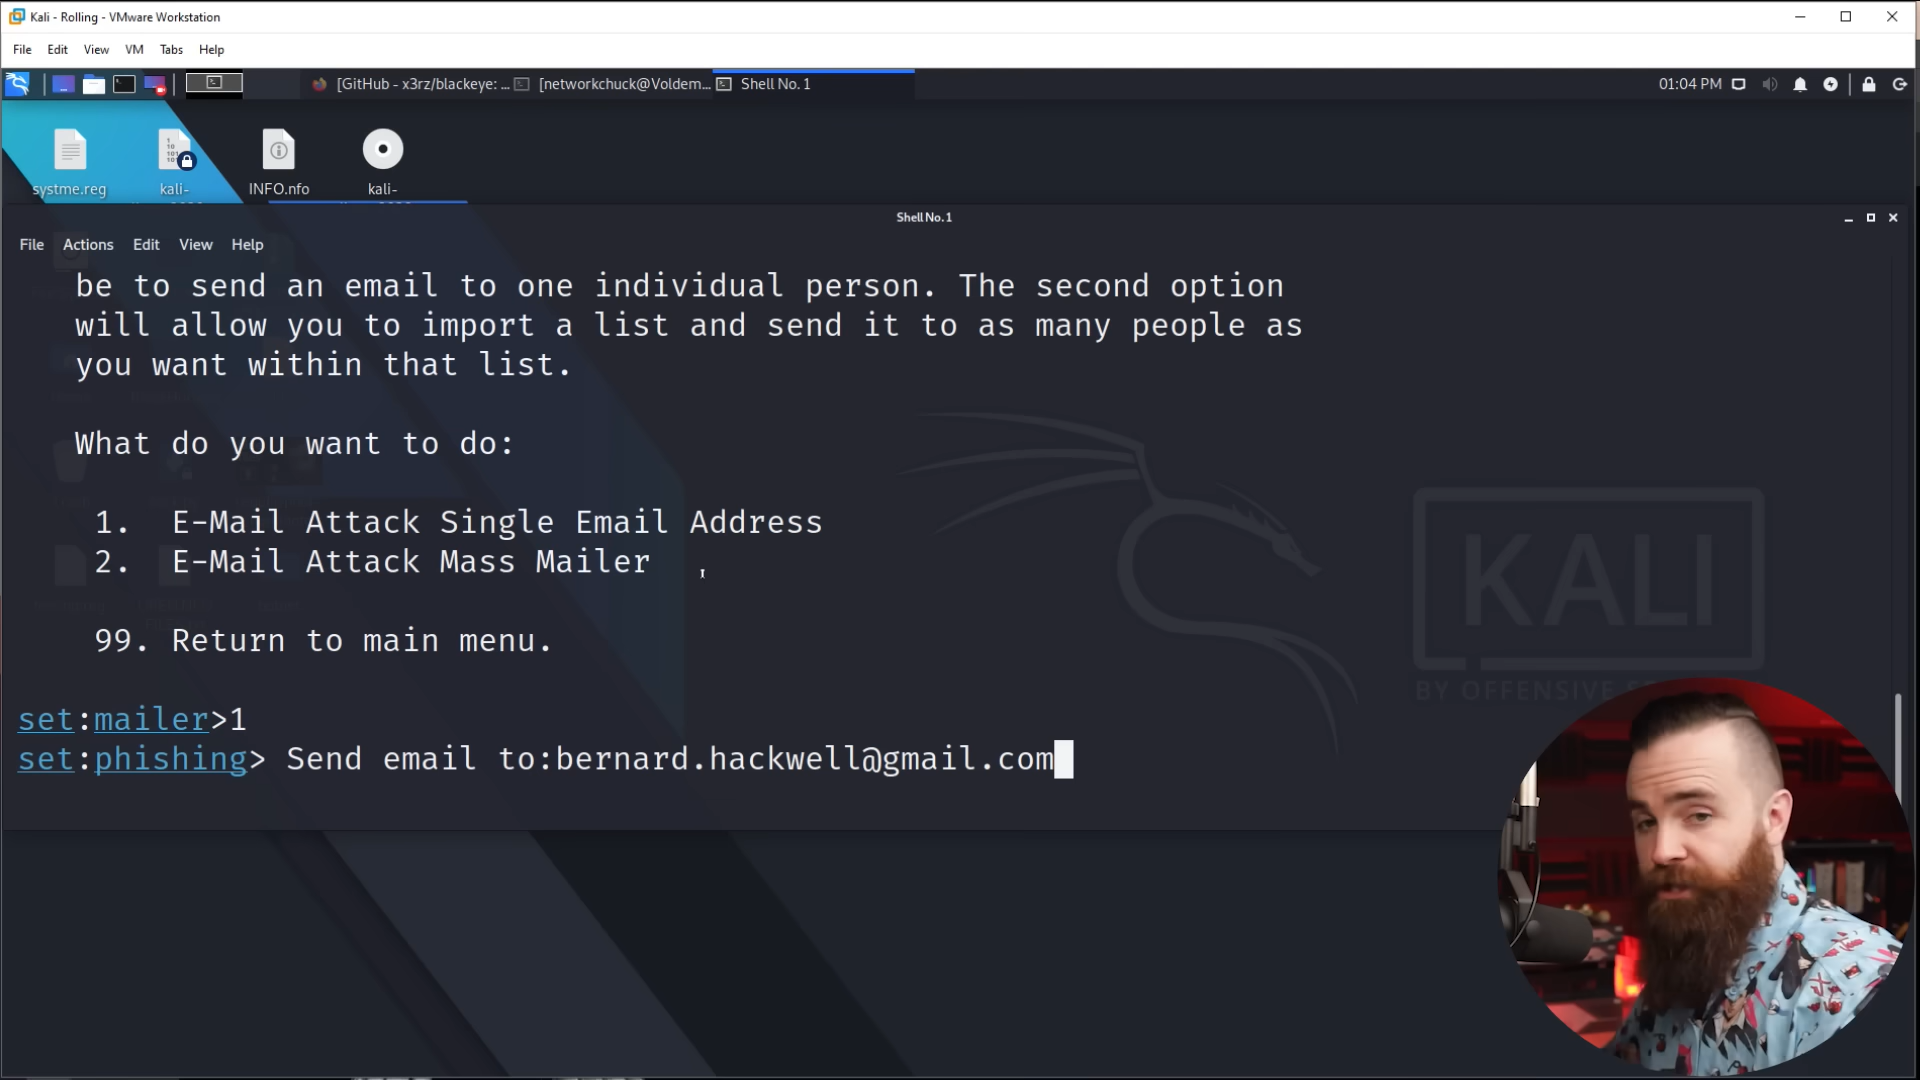 Kali - Rolling - VMware Workstation
File Edit View VM Tabs Help
[GitHub - x3rz/blackeye: ... [networkchuck@Voldem... Shell No. 1 01:04 PM
systme.reg kali- INFO.nfo kali-
Shell No. 1
File Actions Edit View Help
be to send an email to one individual person. The second option
will allow you to import a list and send it to as many people as
you want within that list.
What do you want to do:
1. E-Mail Attack Single Email Address
2. E-Mail Attack Mass Mailer
99. Return to main menu.
set:mailer>1
set:phishing> Send email to:bernard.hackwell@gmail.com
KALI
BY OFFENSIVE